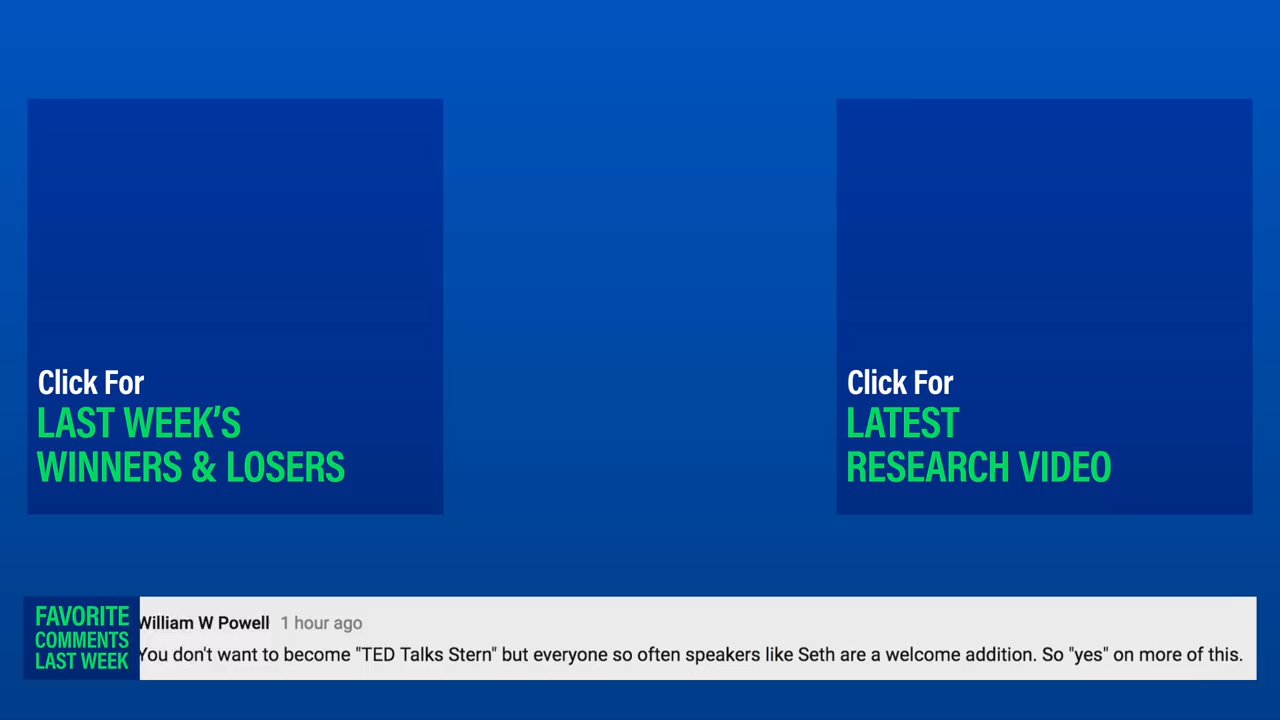 Click For
LAST WEEK'S
WINNERS & LOSERS
Click For
LATEST
RESEARCH VIDEO
FAVORITE
COMMENTS
LAST WEEK
William W Powell 1 hour ago
You don't want to become "TED Talks Stern" but everyone so often speakers like Seth are a welcome addition. So "yes" on more of this.